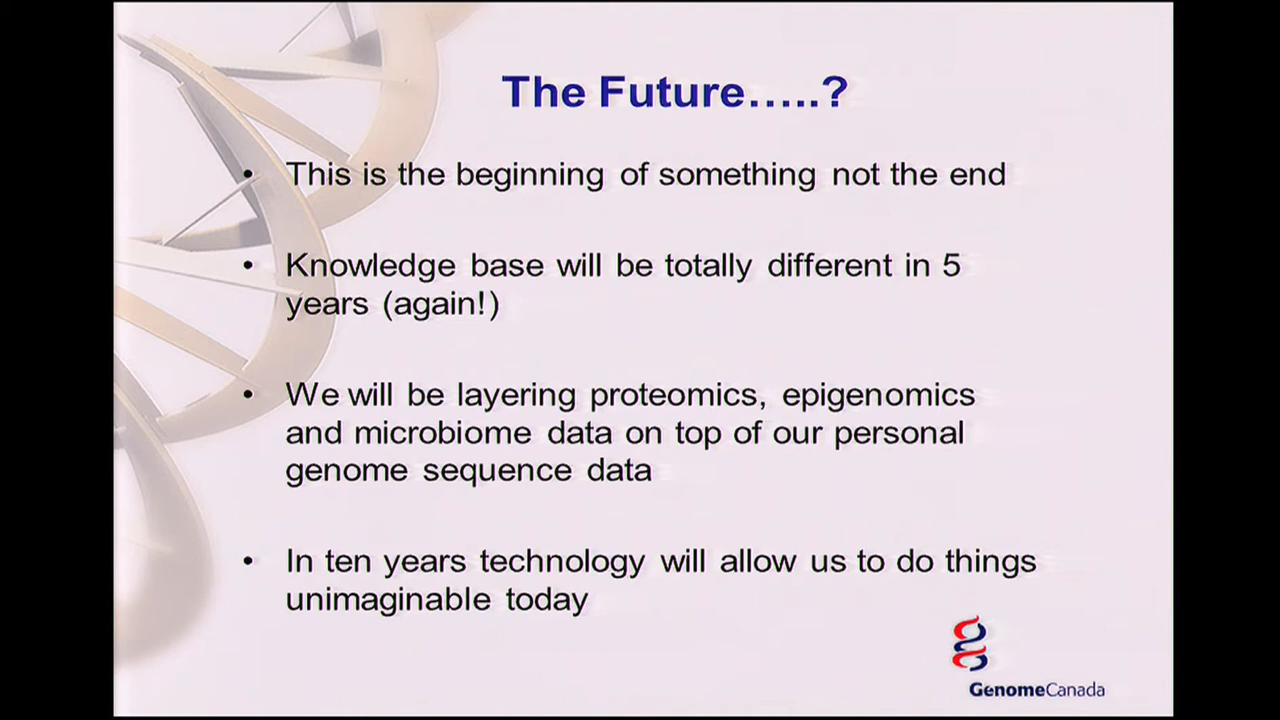 The Future…..?
• This is the beginning of something not the end
• Knowledge base will be totally different in 5
years (again!)
• We will be layering proteomics, epigenomics
and microbiome data on top of our personal
genome sequence data
• In ten years technology will allow us to do things
unimaginable today
GenomeCanada